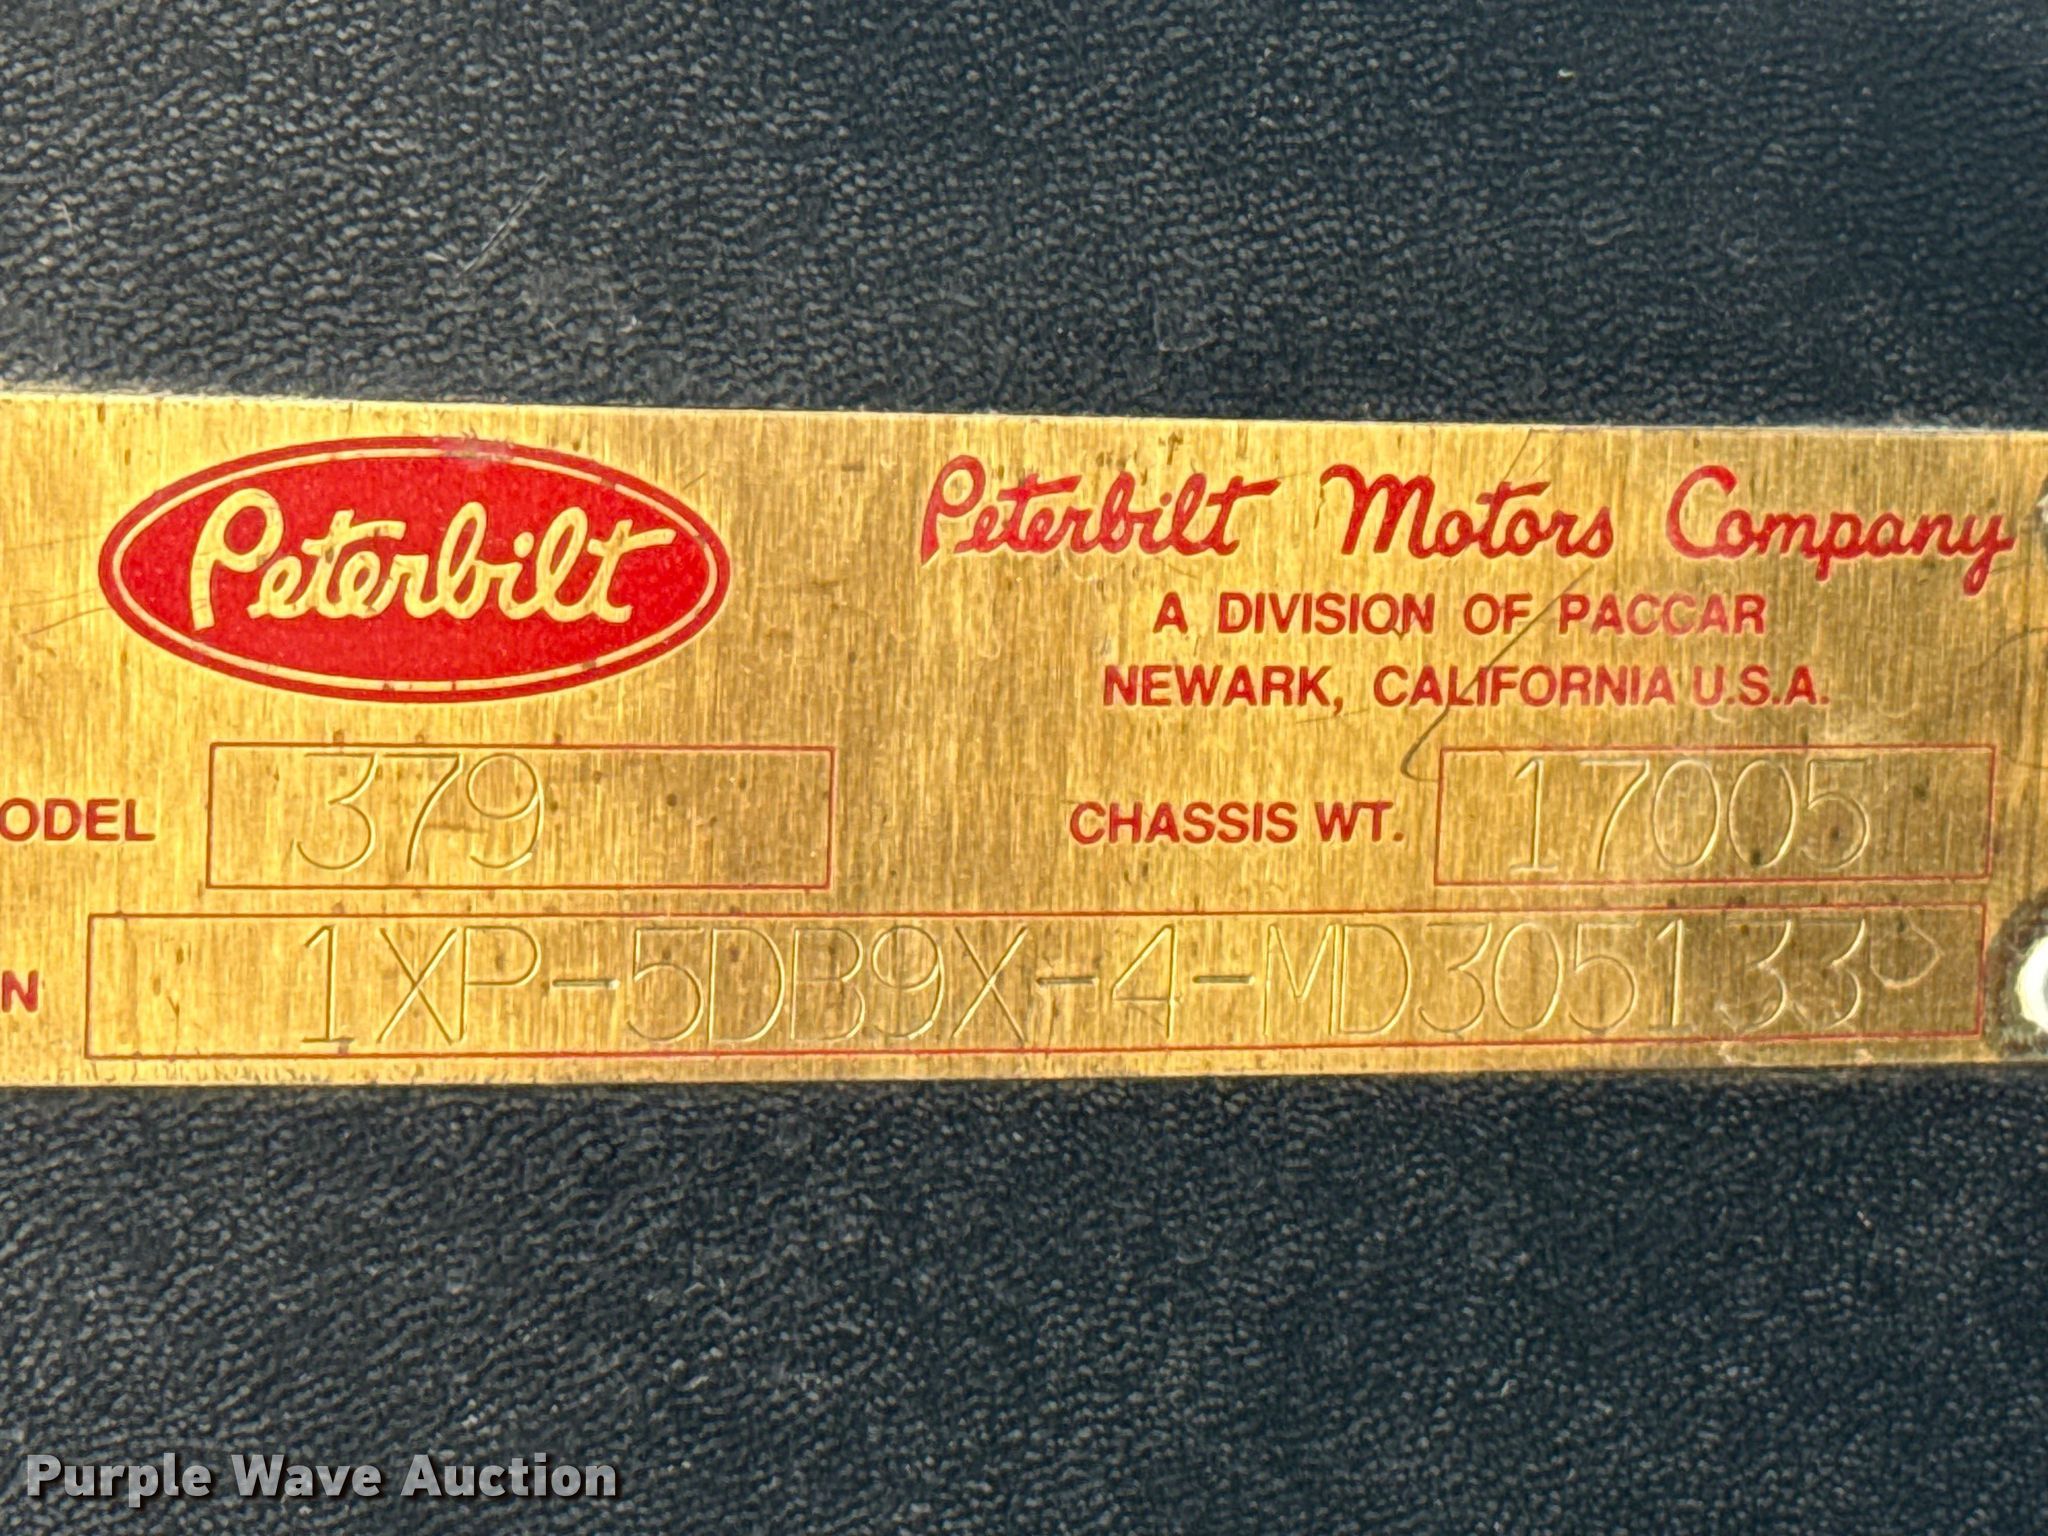 Peterbilt
Peterbilt Motors Company
A DIVISION OF PACCAR
NEWARK, CALIFORNIA U.S.A.
ODEL 379
CHASSIS WT. 17005
N 1XP-5DB9X-4-MD305133
Purple Wave Auction